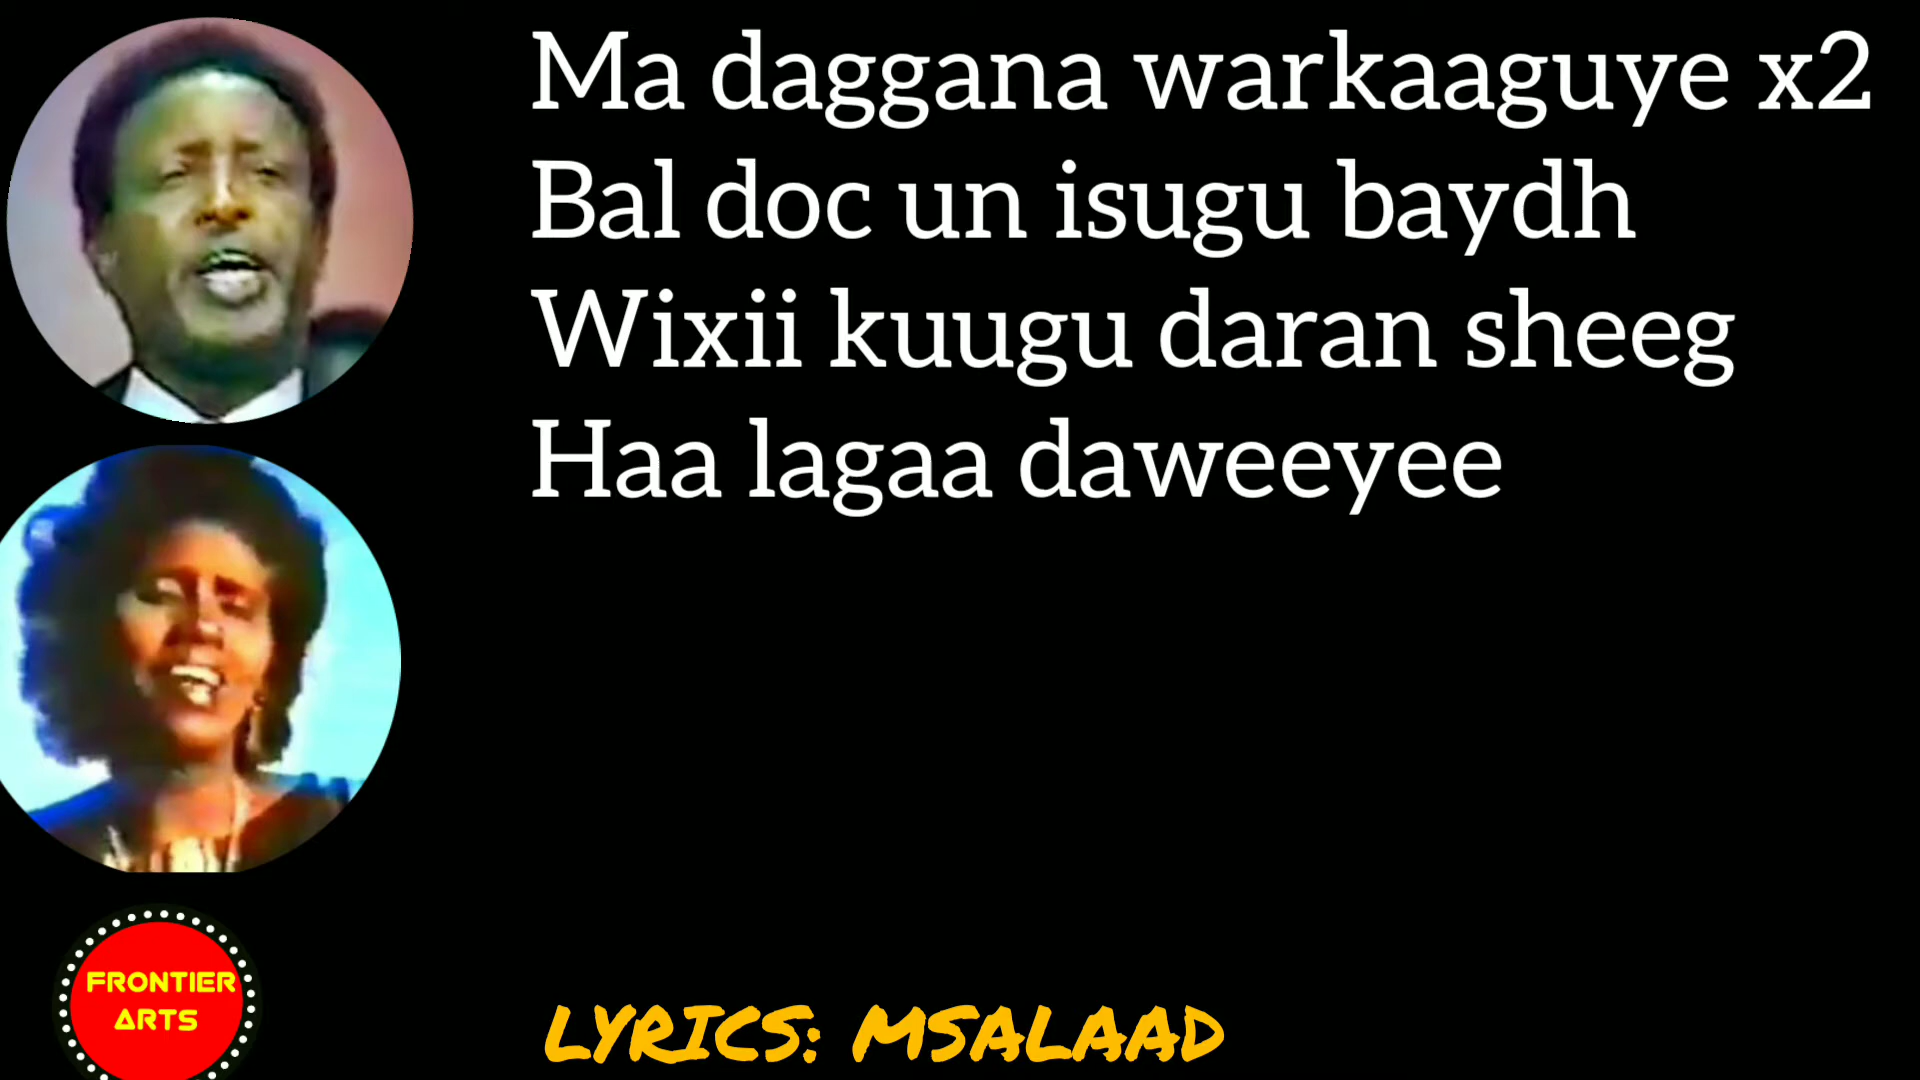 Ma daggana warkaaguye x2
Bal doc un isugu baydh
Wixii kuugu daran sheeg
Haa lagaa daweeyee
FRONTIER
ARTS
LYRICS: MSALAAD